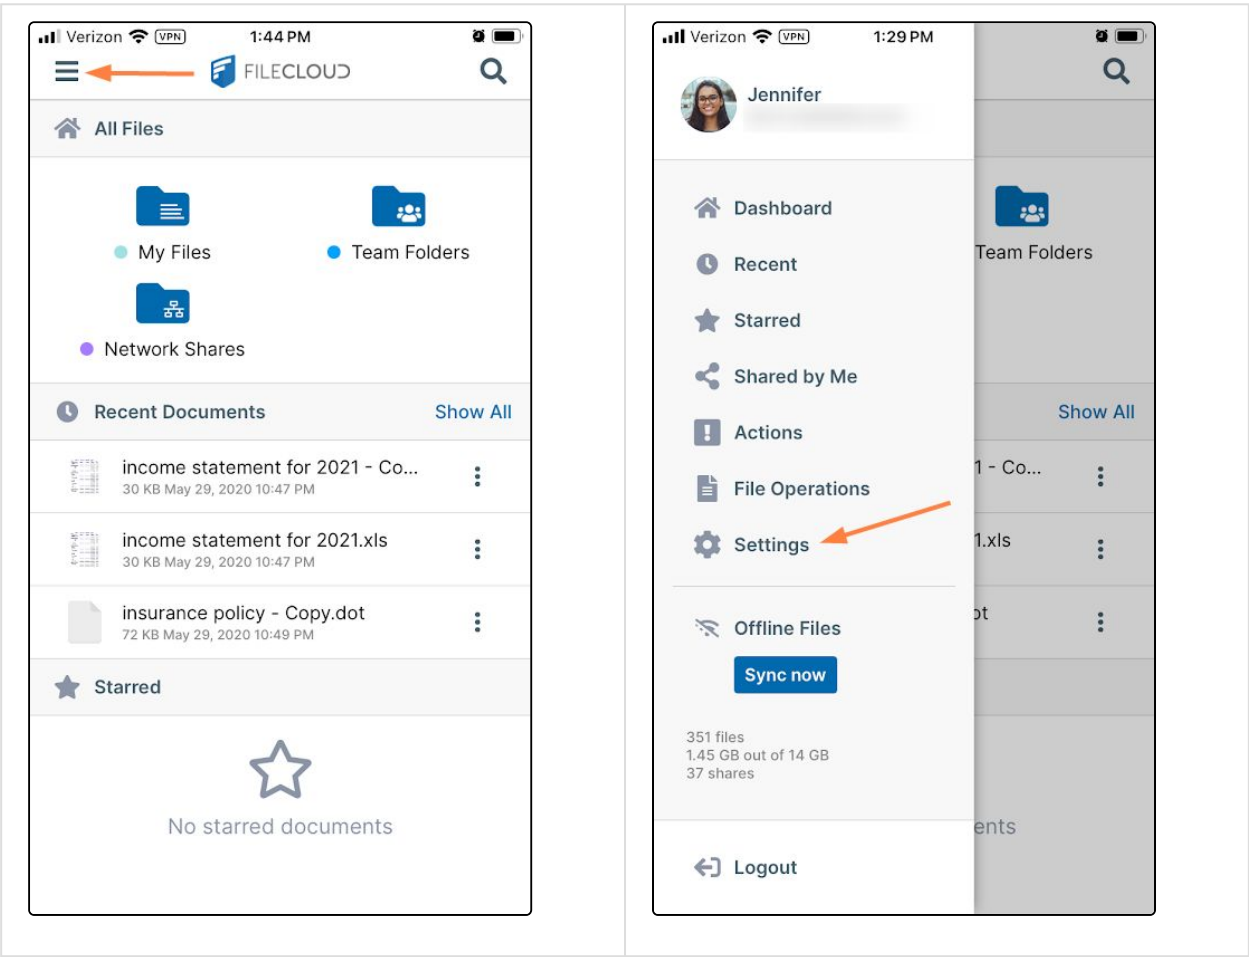 Verizon VPN 1:44 PM
FILECLOUD
All Files
My Files
Team Folders
Network Shares
Recent Documents Show All
income statement for 2021 - Co...
30 KB May 29, 2020 10:47 PM
income statement for 2021.xls
30 KB May 29, 2020 10:47 PM
insurance policy - Copy.dot
72 KB May 29, 2020 10:49 PM
Starred
No starred documents
Verizon VPN 1:29 PM
Jennifer
Dashboard
Recent
Starred
Shared by Me
Actions
File Operations
Settings
Offline Files
Sync now
351 files
1.45 GB out of 14 GB
37 shares
Logout
Team Folders
Show All
1 - Co...
1.xls
ot
ents